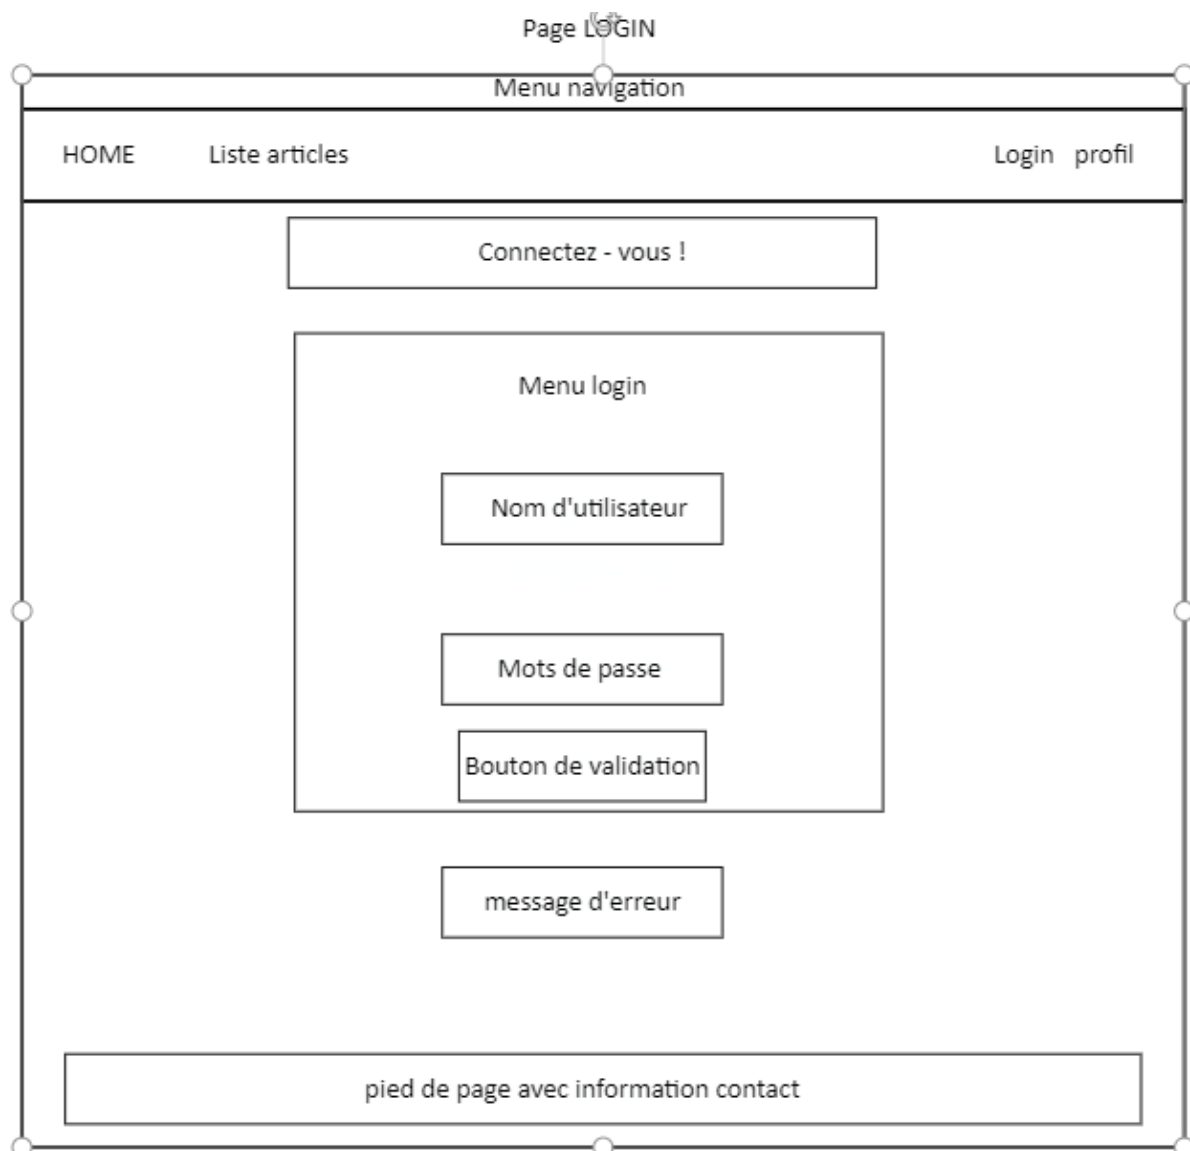 Page LOGIN
Menu navigation
HOME Liste articles Login profil
Connectez - vous !
Menu login
Nom d'utilisateur
Mots de passe
Bouton de validation
message d'erreur
pied de page avec information contact